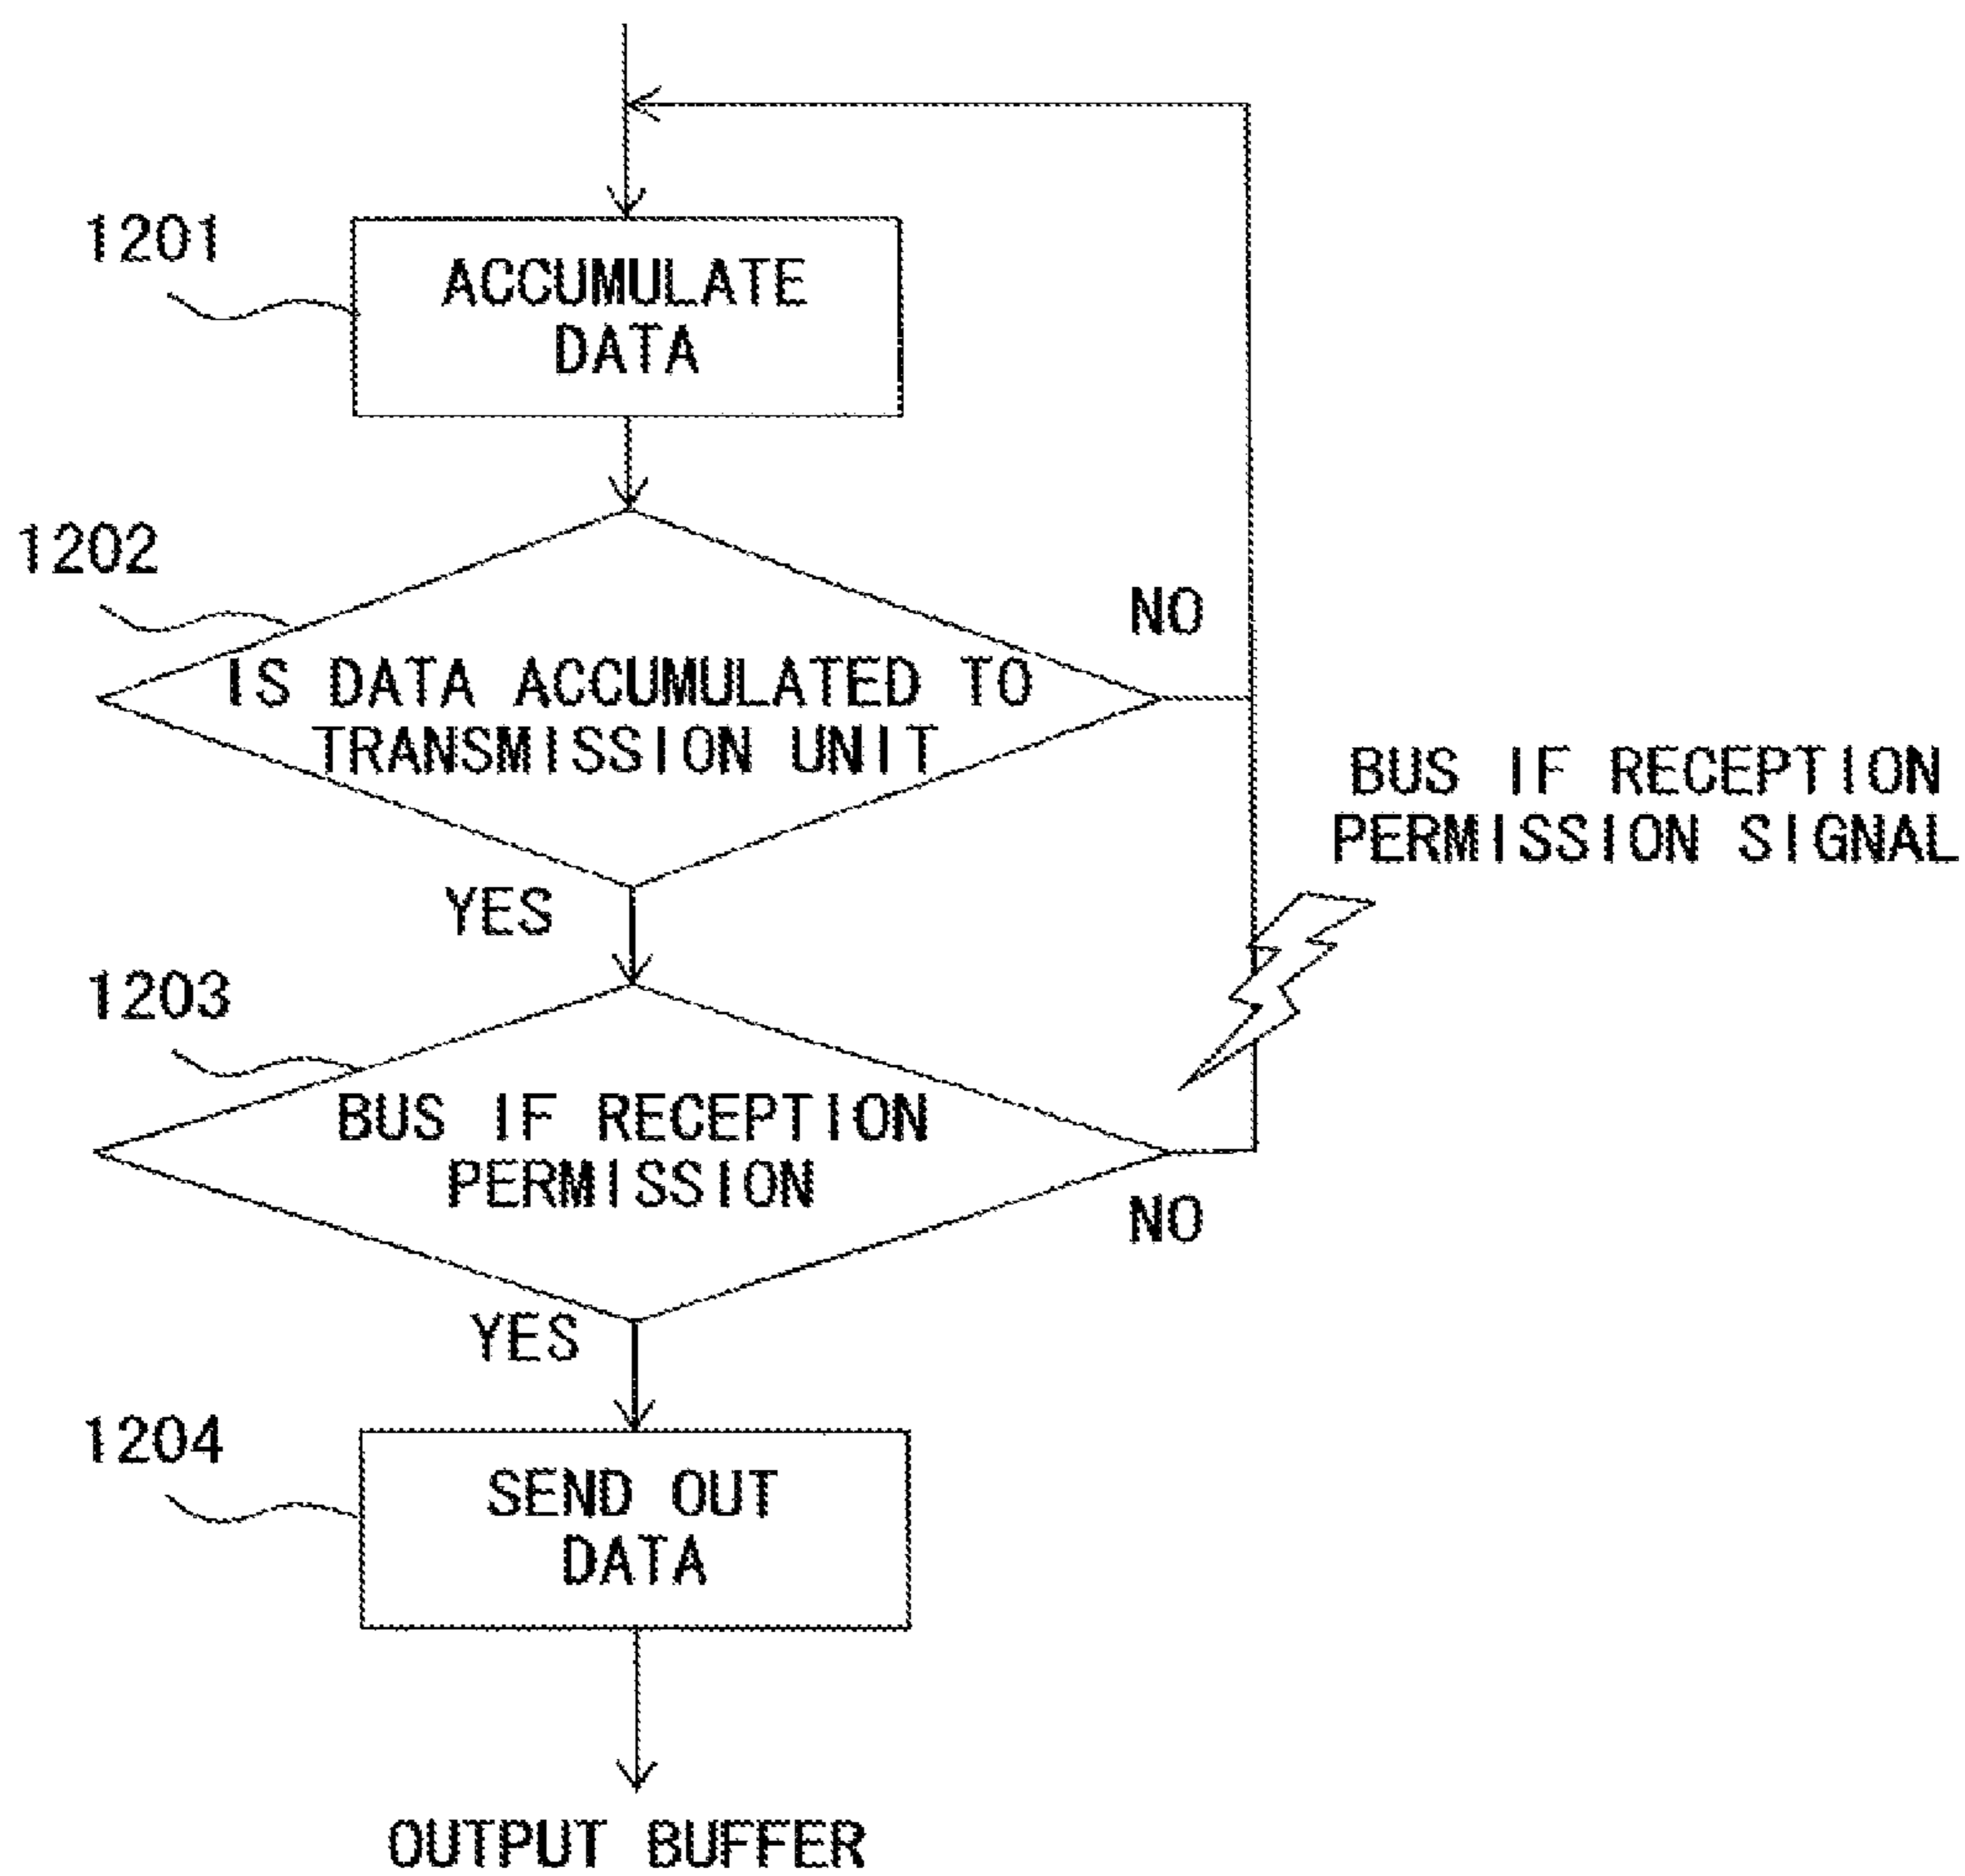 1201
ACCUMULATE
DATA
1202
NO
IS DATA ACCUMULATED TO
TRANSMISSION UNIT
BUS IF RECEPTION
PERMISSION SIGNAL
YES
1203
BUS IF RECEPTION
PERMISSION
NO
YES
1204
SEND OUT
DATA
OUTPUT BUFFER